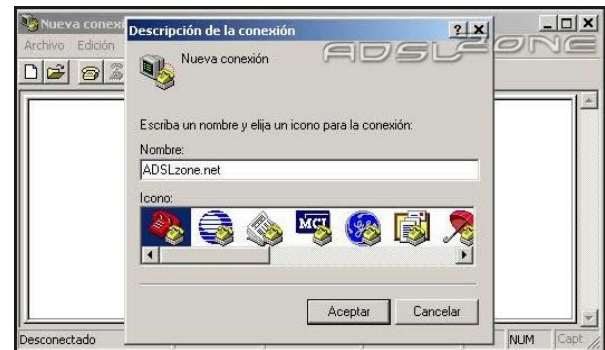 Nueva conexi
Descripción de la conexión
ADSLZONE
Archivo Edición
Nueva conexión
Escriba un nombre y elija un icono para la conexión:
Nombre:
ADSLzone.net
Icono:
MCI
Aceptar Cancelar
Desconectado NUM Capt